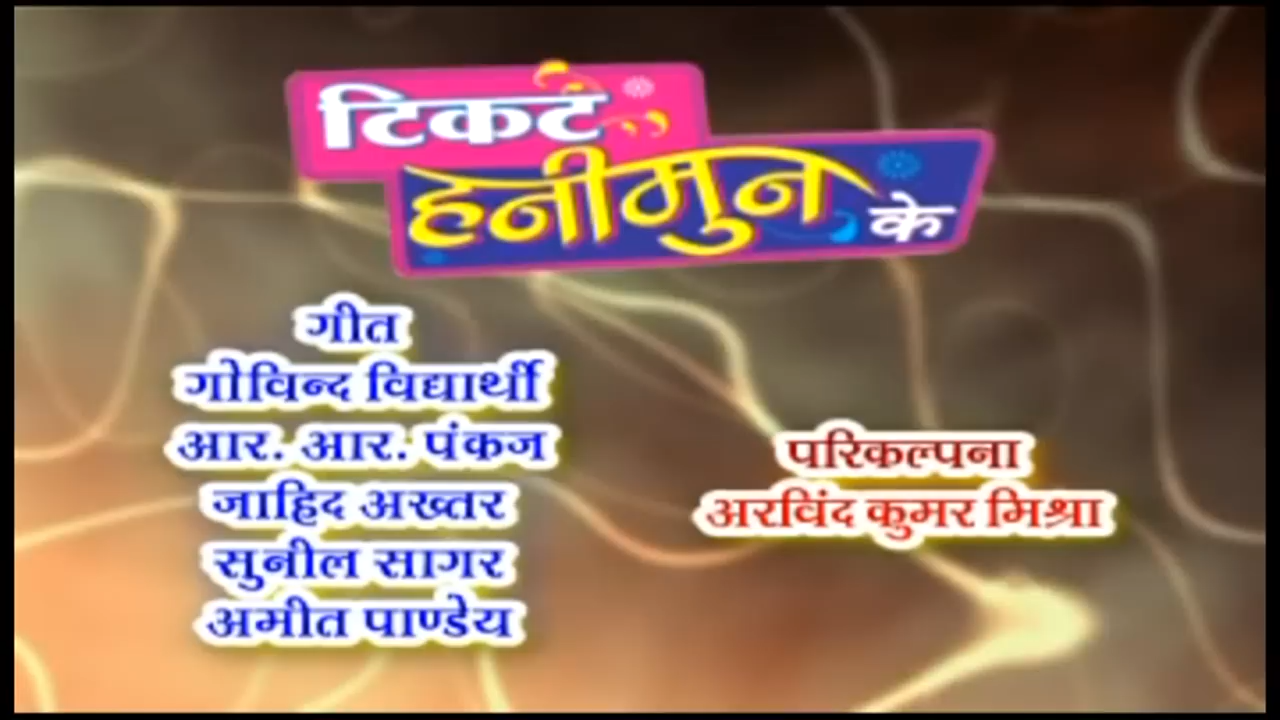 टिकट
हनीमुन के
गीत
गोविन्द विद्यार्थी
आर. आर. पंकज
जाहिद अख्तर
सुनील सागर
अमीत पाण्डेय
परिकल्पना
अरविंद कुमार मिश्रा